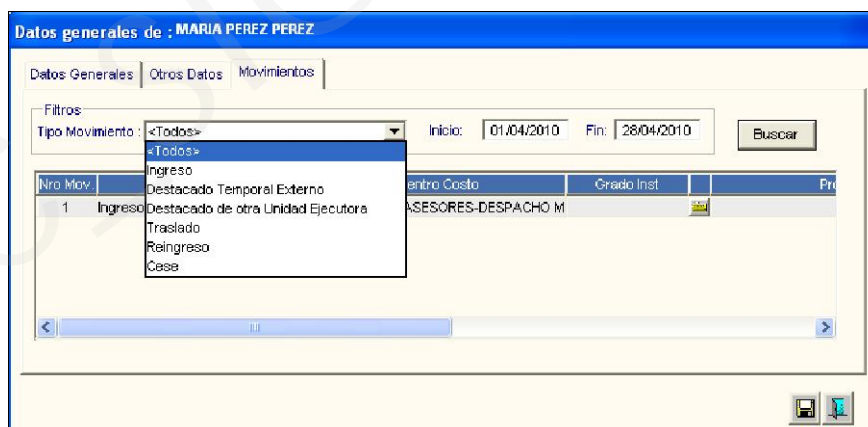 Datos generales de : MARIA PEREZ PEREZ
Datos Generales Otros Datos Movimientos
Filtros
Tipo Movimiento : <Todos> Inicio: 01/04/2010 Fin: 28/04/2010 Buscar
<Todos>
Ingreso
Destacado Temporal Externo
Destacado de otra Unidad Ejecutora
Traslado
Reingreso
Cese
Nro Mov. entro Costo Grado Inst Pro
1 Ingreso ASESORES-DESPACHO M